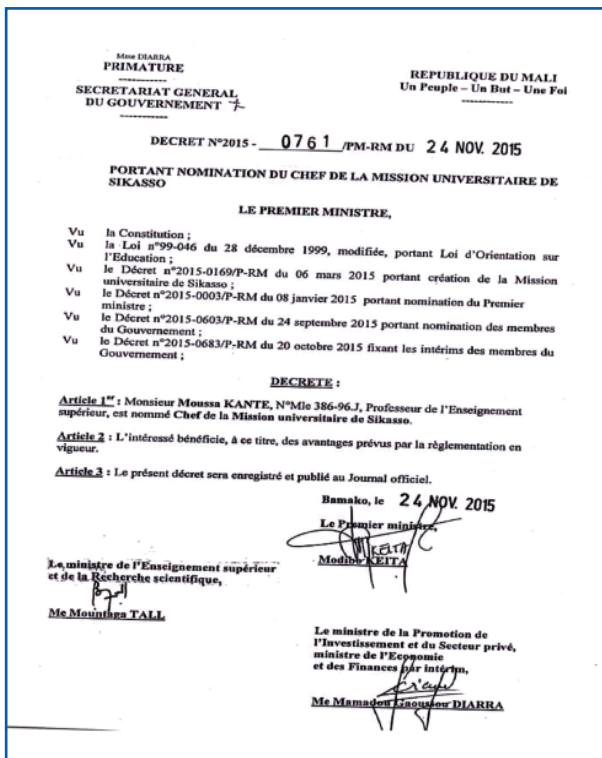 Mme DIARRA
PRIMATURE
-----------
SECRETARIAT GENERAL
DU GOUVERNEMENT
-----------
REPUBLIQUE DU MALI
Un Peuple – Un But – Une Foi
-----------
DECRET N°2015 - 0761 /PM-RM DU 24 NOV. 2015
PORTANT NOMINATION DU CHEF DE LA MISSION UNIVERSITAIRE DE
SIKASSO
LE PREMIER MINISTRE,
Vu la Constitution ;
Vu la Loi n°99-046 du 28 décembre 1999, modifiée, portant Loi d'Orientation sur
l'Education ;
Vu le Décret n°2015-0169/P-RM du 06 mars 2015 portant création de la Mission
universitaire de Sikasso ;
Vu le Décret n°2015-0003/P-RM du 08 janvier 2015 portant nomination du Premier
ministre ;
Vu le Décret n°2015-0603/P-RM du 24 septembre 2015 portant nomination des membres
du Gouvernement ;
Vu le Décret n°2015-0683/P-RM du 20 octobre 2015 fixant les intérims des membres du
Gouvernement ;
DECRETE :
Article 1er : Monsieur Moussa KANTE, N°Mle 386-96.J, Professeur de l'Enseignement
supérieur, est nommé Chef de la Mission universitaire de Sikasso.
Article 2 : L'intéressé bénéficie, à ce titre, des avantages prévus par la règlementation en
vigueur.
Article 3 : Le présent décret sera enregistré et publié au Journal officiel.
Bamako, le 24 NOV. 2015
Le Premier ministre,
KEITA
Modibo KEITA
Le ministre de l'Enseignement supérieur
et de la Recherche scientifique,
Me Mountaga TALL
Le ministre de la Promotion de
l'Investissement et du Secteur privé,
ministre de l'Economie
et des Finances par intérim,
Me Mamadou Gaoussou DIARRA